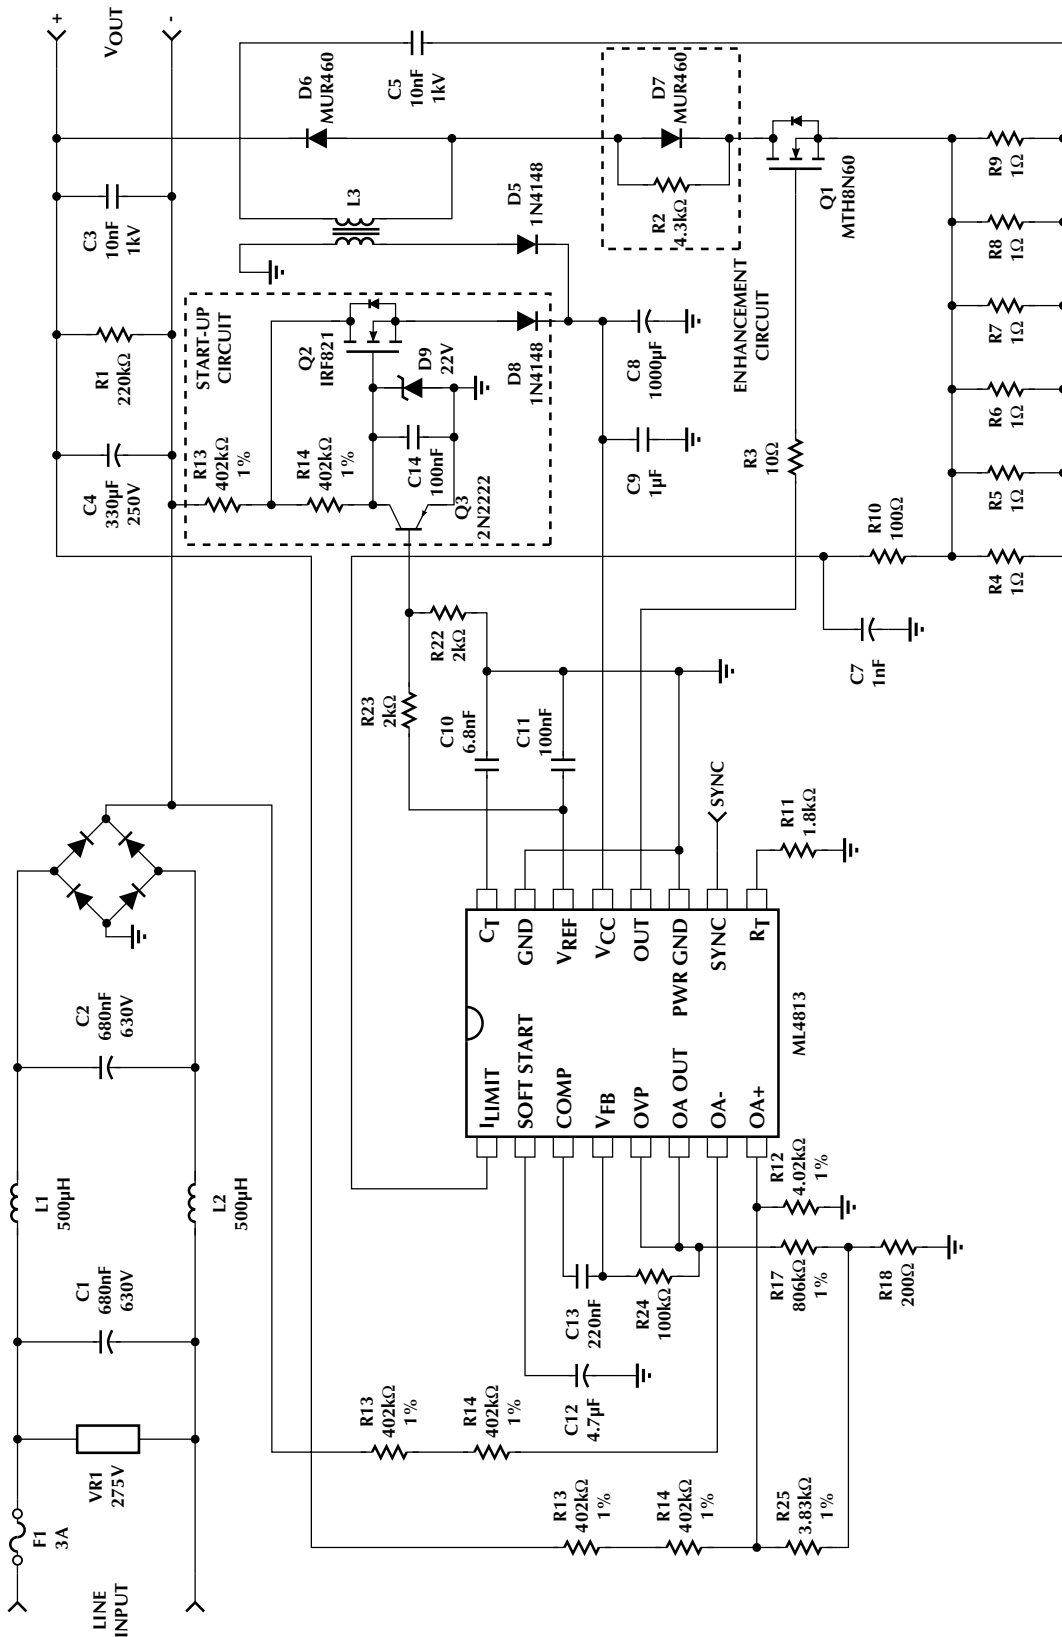 LINE
INPUT
F1
3A
VR1
275V
C1
680nF
630V
L1
500µH
L2
500µH
C2
680nF
630V
C4
330µF
250V
R1
220kΩ
C3
10nF
1kV
+
VOUT
-
START-UP
CIRCUIT
R13
402kΩ
1%
R14
402kΩ
1%
Q2
IRF821
C14
100nF
D9
22V
Q3
2N2222
D8
1N4148
L3
D5
1N4148
D6
MUR460
C5
10nF
1kV
R2
4.3kΩ
D7
MUR460
ENHANCEMENT
CIRCUIT
Q1
MTH8N60
C8
1000µF
C9
1µF
R3
10Ω
R10
100Ω
C7
1nF
R4
1Ω
R5
1Ω
R6
1Ω
R7
1Ω
R8
1Ω
R9
1Ω
R22
2kΩ
R23
2kΩ
C10
6.8nF
C11
100nF
SYNC
R11
1.8kΩ
ILIMIT
SOFT START
COMP
VFB
OVP
OA OUT
OA-
OA+
CT
GND
VREF
VCC
OUT
PWR GND
SYNC
RT
ML4813
R13
402kΩ
1%
R14
402kΩ
1%
C12
4.7µF
C13
220nF
R24
100kΩ
R12
4.02kΩ
1%
R17
806kΩ
1%
R18
200Ω
R13
402kΩ
1%
R14
402kΩ
1%
R25
3.83kΩ
1%